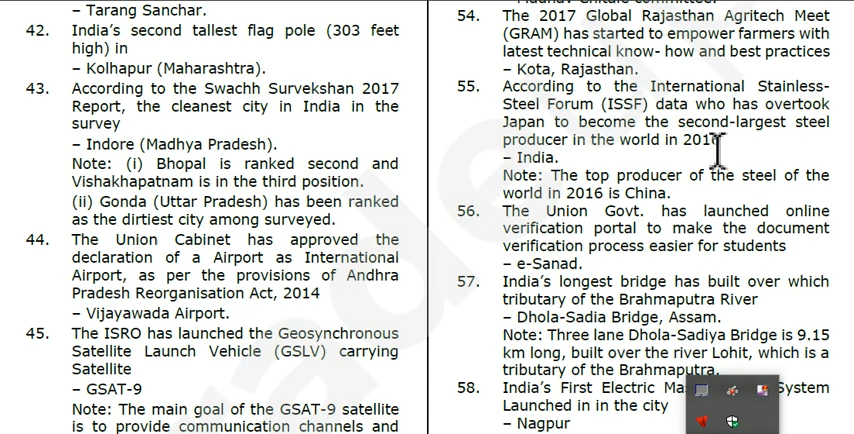 – Tarang Sanchar.
42. India's second tallest flag pole (303 feet
high) in
– Kolhapur (Maharashtra).
43. According to the Swachh Survekshan 2017
Report, the cleanest city in India in the
survey
– Indore (Madhya Pradesh).
Note: (i) Bhopal is ranked second and
Vishakhapatnam is in the third position.
(ii) Gonda (Uttar Pradesh) has been ranked
as the dirtiest city among surveyed.
44. The Union Cabinet has approved the
declaration of a Airport as International
Airport, as per the provisions of Andhra
Pradesh Reorganisation Act, 2014
– Vijayawada Airport.
45. The ISRO has launched the Geosynchronous
Satellite Launch Vehicle (GSLV) carrying
Satellite
– GSAT-9
Note: The main goal of the GSAT-9 satellite
is to provide communication channels and
54. The 2017 Global Rajasthan Agritech Meet
(GRAM) has started to empower farmers with
latest technical know- how and best practices
– Kota, Rajasthan.
55. According to the International Stainless-
Steel Forum (ISSF) data who has overtook
Japan to become the second-largest steel
producer in the world in 2016
– India.
Note: The top producer of the steel of the
world in 2016 is China.
56. The Union Govt. has launched online
verification portal to make the document
verification process easier for students
– e-Sanad.
57. India's longest bridge has built over which
tributary of the Brahmaputra River
– Dhola-Sadia Bridge, Assam.
Note: Three lane Dhola-Sadiya Bridge is 9.15
km long, built over the river Lohit, which is a
tributary of the Brahmaputra.
58. India's First Electric System
Launched in in the city
– Nagpur